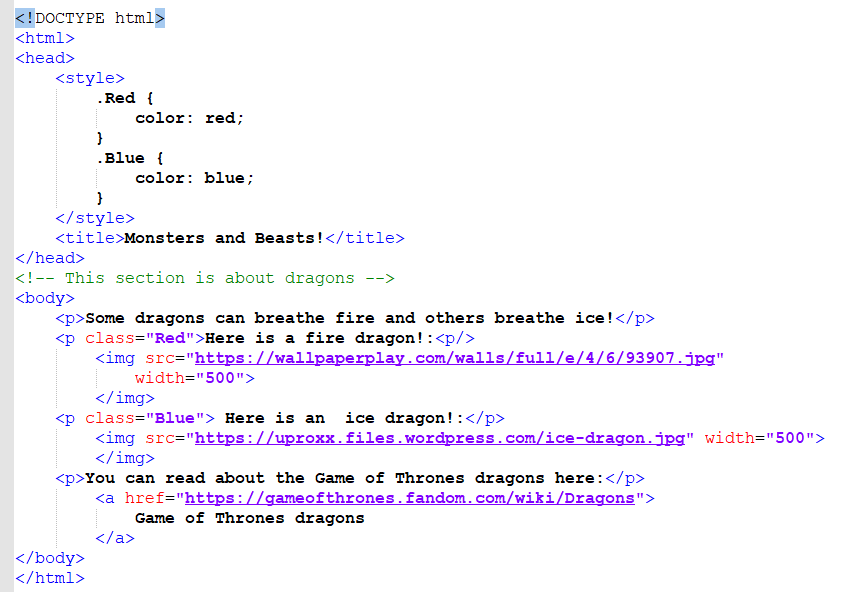 <!DOCTYPE html>
<html>
<head>
    <style>
        .Red {
            color: red;
        }
        .Blue {
            color: blue;
        }
    </style>
    <title>Monsters and Beasts!</title>
</head>
<!-- This section is about dragons -->
<body>
    <p>Some dragons can breathe fire and others breathe ice!</p>
    <p class="Red">Here is a fire dragon!:<p/>
        <img src="https://wallpaperplay.com/walls/full/e/4/6/93907.jpg"
            width="500">
        </img>
    <p class="Blue"> Here is an  ice dragon!:</p>
        <img src="https://uproxx.files.wordpress.com/ice-dragon.jpg" width="500">
        </img>
    <p>You can read about the Game of Thrones dragons here:</p>
        <a href="https://gameofthrones.fandom.com/wiki/Dragons">
            Game of Thrones dragons
        </a>
</body>
</html>